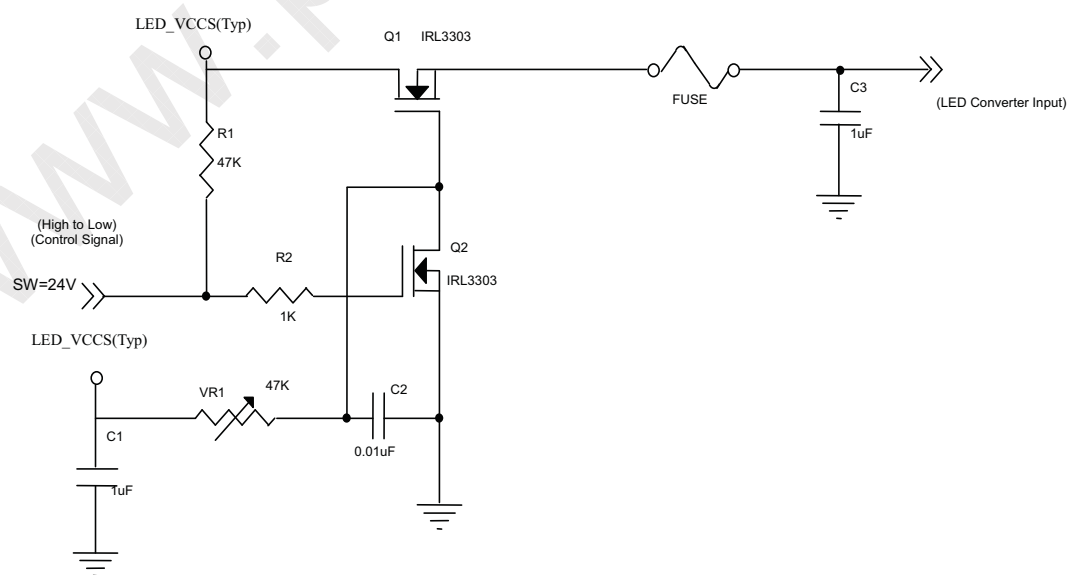 LED_VCCS(Typ)
Q1 IRL3303
FUSE
C3
1uF
(LED Converter Input)
R1
47K
(High to Low)
(Control Signal)
SW=24V
R2
1K
Q2
IRL3303
LED_VCCS(Typ)
VR1
47K
C2
0.01uF
C1
1uF